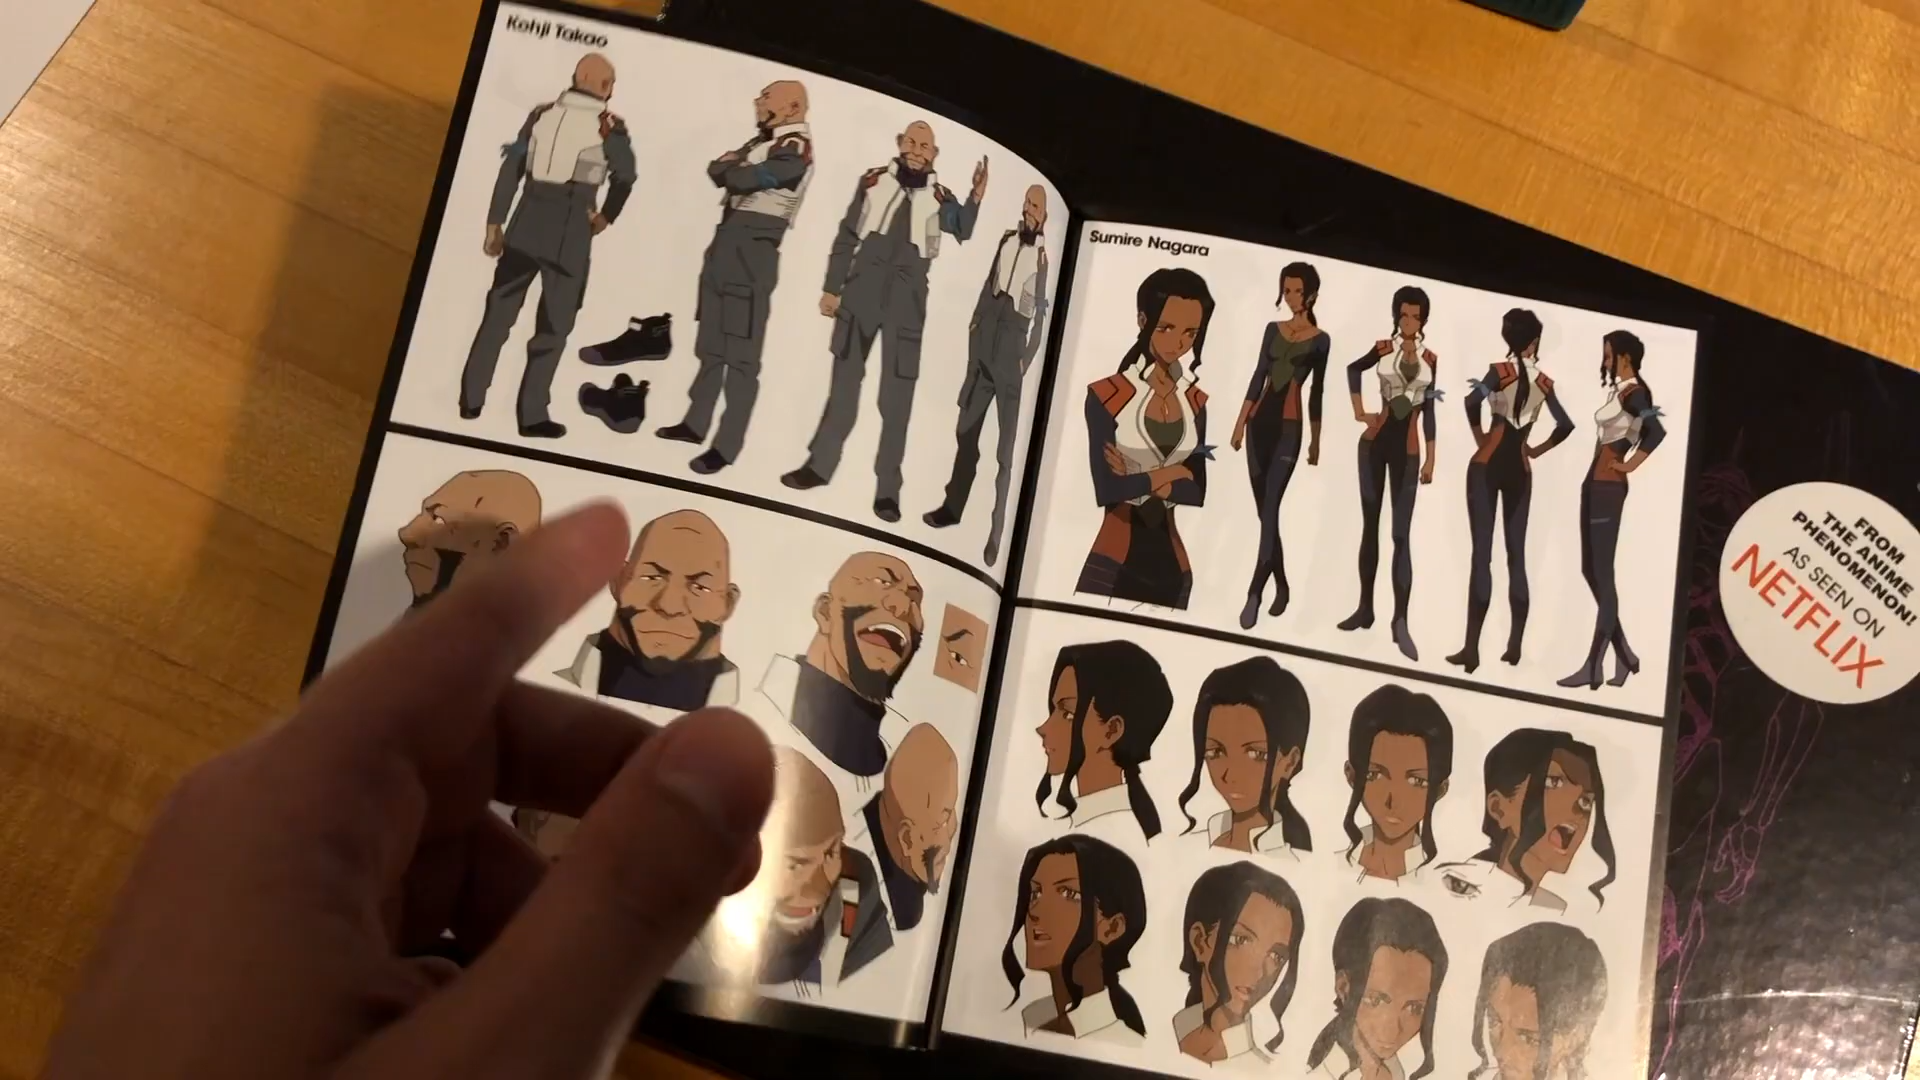 Kohji Takao
Sumire Nagara
FROM
THE ANIME
PHENOMENON!
AS SEEN ON
NETFLIX